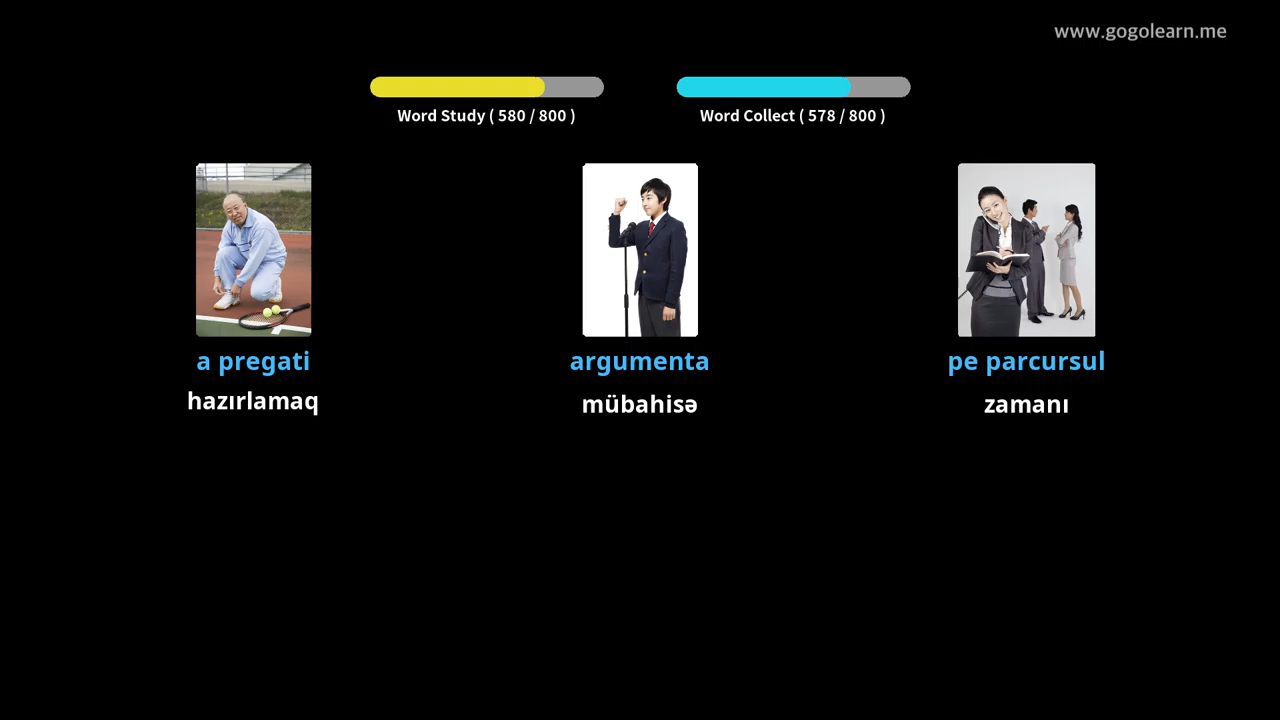 www.gogolearn.me
Word Study ( 580 / 800 )
Word Collect ( 578 / 800 )
a pregati
argumenta
pe parcursul
hazırlamaq
mübahisə
zamanı